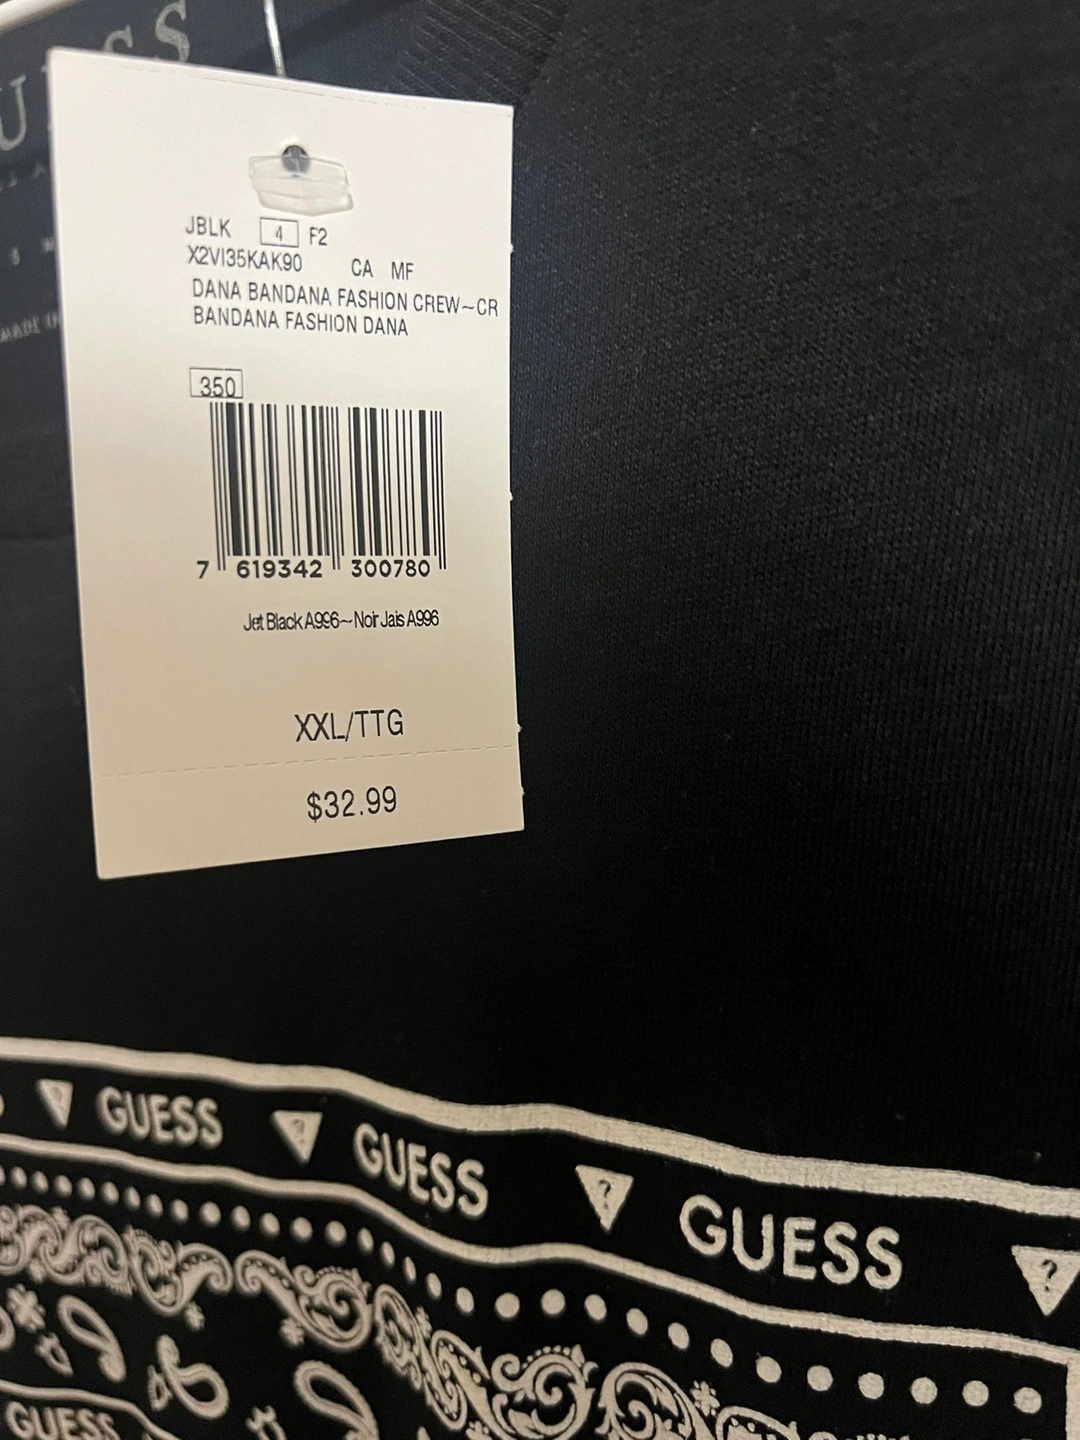 JBLK 4 F2
X2VI35KAK90 CA MF
DANA BANDANA FASHION CREW~CR
BANDANA FASHION DANA
350
7 619342 300780
Jet Black A996~ Noir Jais A996
XXL/TTG
$32.99
? GUESS ? GUESS ? GUESS ?
GUESS